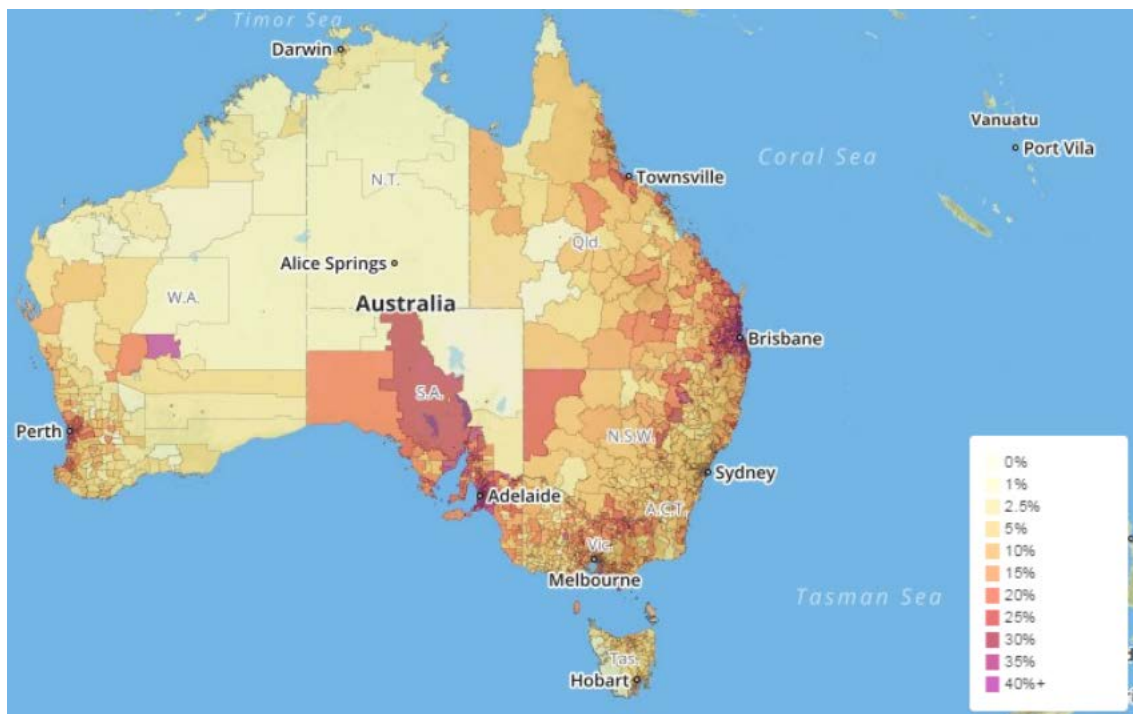 Timor Sea
Darwin
Vanuatu
Port Vila
Coral Sea
N.T.
Townsville
Qld.
Alice Springs
W.A.
Australia
Brisbane
S.A.
Perth
N.S.W.
Sydney
Adelaide
A.C.T.
Vic.
Melbourne
Tasman Sea
Tas.
Hobart
0%
1%
2.5%
5%
10%
15%
20%
25%
30%
35%
40%+